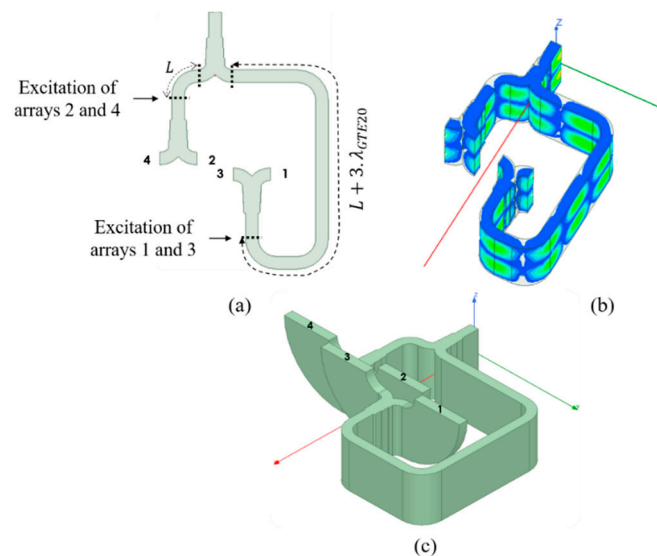 L
Excitation of
arrays 2 and 4
4
2
3
1
L + 3.λGTE20
Excitation of
arrays 1 and 3
(a)
Z
(b)
4
3
2
1
Z
(c)